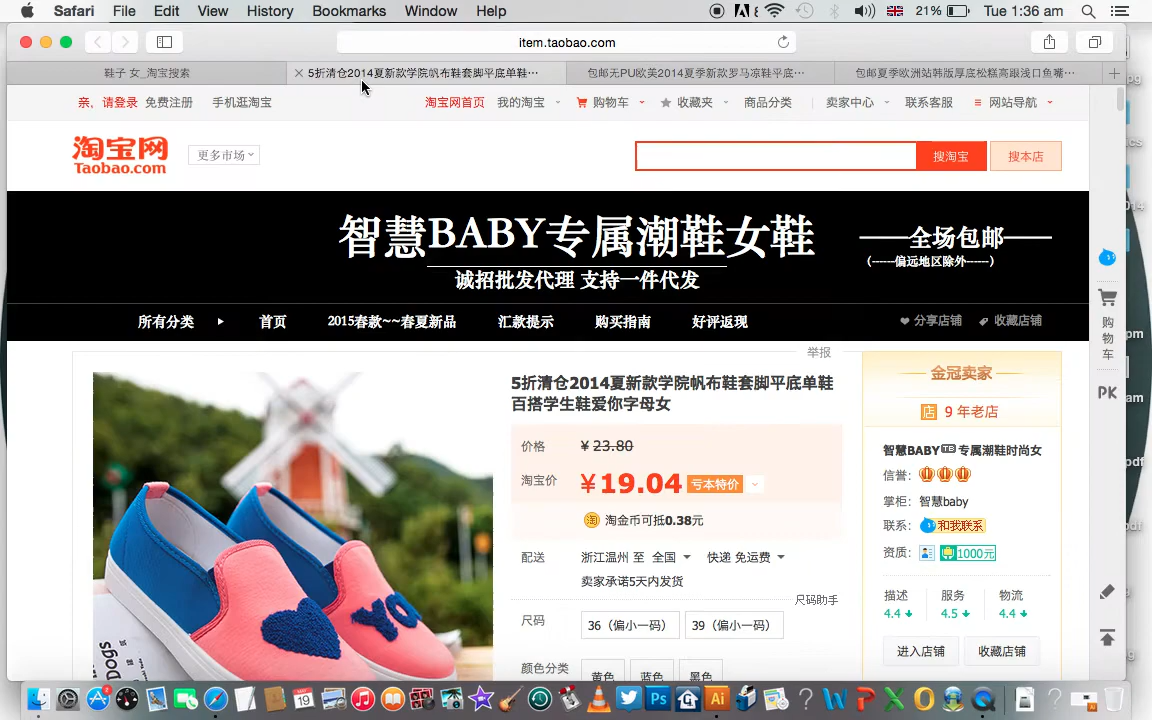 Safari File Edit View History Bookmarks Window Help 21% Tue 1:36 am
item.taobao.com
鞋子 女_淘宝搜索
5折清仓2014夏新款学院帆布鞋套脚平底单鞋…
包邮无PU欧美2014夏季新款罗马凉鞋平底…
包邮夏季欧洲站韩版厚底松糕高跟浅口鱼嘴…
亲，请登录 免费注册 手机逛淘宝 淘宝网首页 我的淘宝 购物车 收藏夹 商品分类 卖家中心 联系客服 网站导航
淘宝网
Taobao.com
更多市场
搜淘宝 搜本店
智慧BABY专属潮鞋女鞋
——全场包邮——
(------偏远地区除外------)
诚招批发代理 支持一件代发
所有分类 首页 2015春款~~春夏新品 汇款提示 购买指南 好评返现 分享店铺 收藏店铺
举报
5折清仓2014夏新款学院帆布鞋套脚平底单鞋
百搭学生鞋爱你字母女
价格 ¥ 23.80
淘宝价 ¥19.04 亏本特价
淘 淘金币可抵0.38元
配送 浙江温州 至 全国 快递 免运费
卖家承诺5天内发货
尺码助手
尺码 36（偏小一码） 39（偏小一码）
颜色分类 黄色 蓝色 黑色
金冠卖家
店 9 年老店
智慧BABY 专属潮鞋时尚女
信誉：
掌柜： 智慧baby
联系： 和我联系
资质： 1000元
描述 服务 物流
4.4 4.5 4.4
进入店铺 收藏店铺
购物车
PK
YO
Dogs
014
pm
am
pdf
pdf
19
Ps
Ai